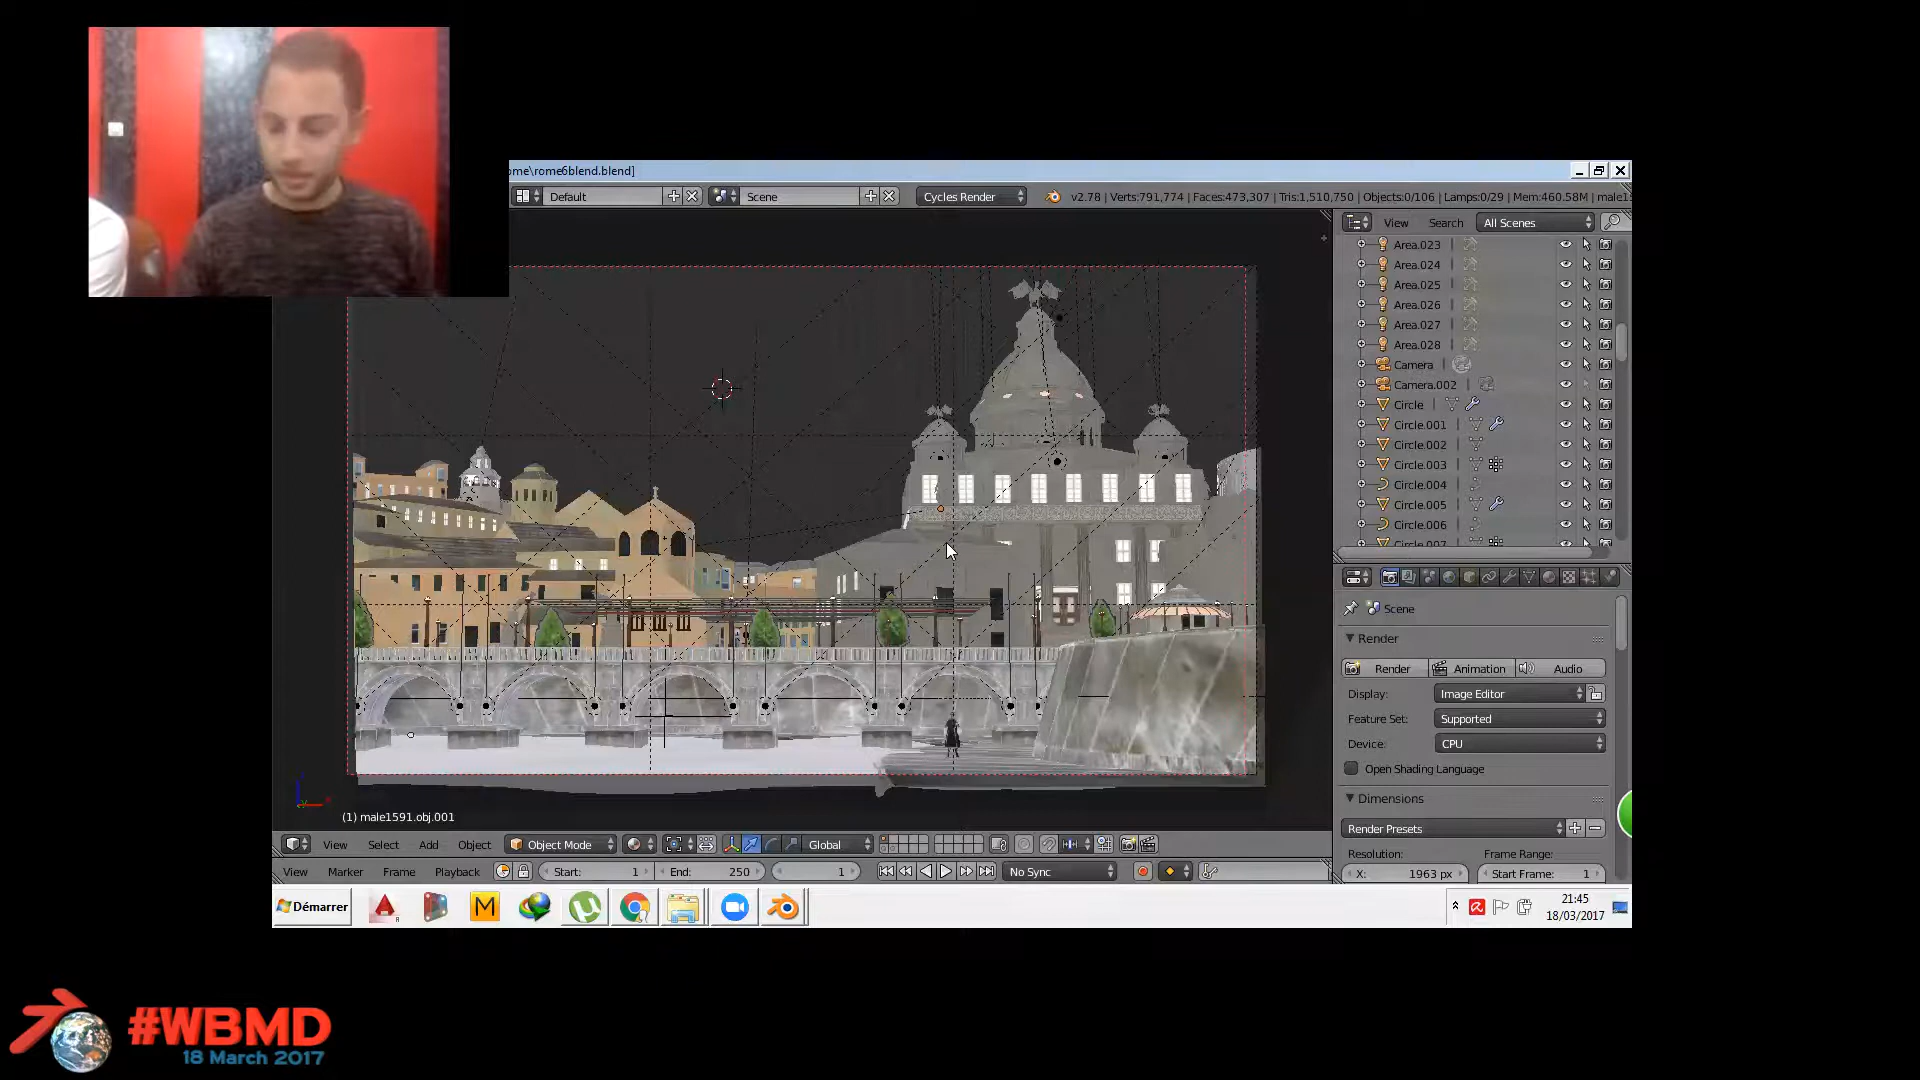 ome\rome6blend.blend]
Default
Scene
Cycles Render
v2.78 | Verts:791,774 | Faces:473,307 | Tris:1,510,750 | Objects:0/106 | Lamps:0/29 | Mem:460.58M | male1
View
Search
All Scenes
Area.023
Area.024
Area.025
Area.026
Area.027
Area.028
Camera
Camera.002
Circle
Circle.001
Circle.002
Circle.003
Circle.004
Circle.005
Circle.006
Circle.007
Scene
Render
Render
Animation
Audio
Display:
Image Editor
Feature Set:
Supported
Device:
CPU
Open Shading Language
Dimensions
Render Presets
Resolution:
Frame Range:
X:
1963 px
Start Frame:
1
(1) male1591.obj.001
View
Select
Add
Object
Object Mode
Global
View
Marker
Frame
Playback
Start:
1
End:
250
1
No Sync
Démarrer
M
21:45
18/03/2017
#WBMD
18 March 2017